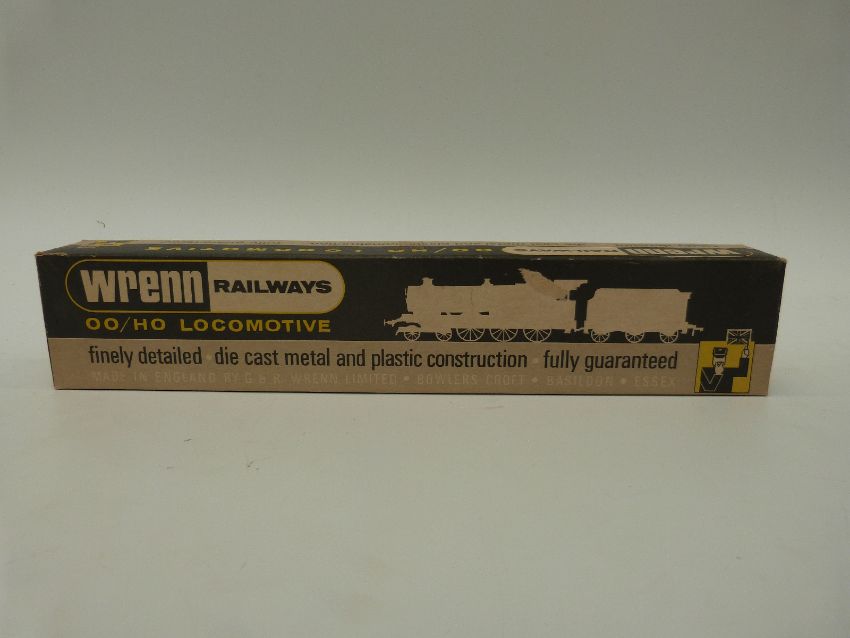 wrenn RAILWAYS
OO/HO LOCOMOTIVE
finely detailed · die cast metal and plastic construction · fully guaranteed
MADE IN ENGLAND BY G & R. WRENN LIMITED • BOWLERS CROFT • BASILDON • ESSEX